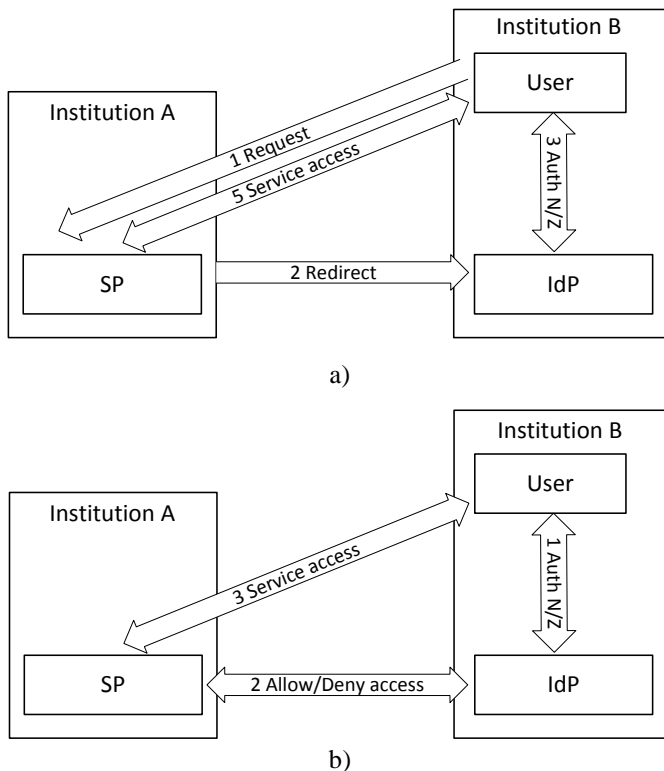 Institution B
User
Institution A
1 Request
5 Service access
3 Auth N/Z
SP
2 Redirect
IdP
a)
Institution B
User
Institution A
3 Service access
1 Auth N/Z
SP
2 Allow/Deny access
IdP
b)